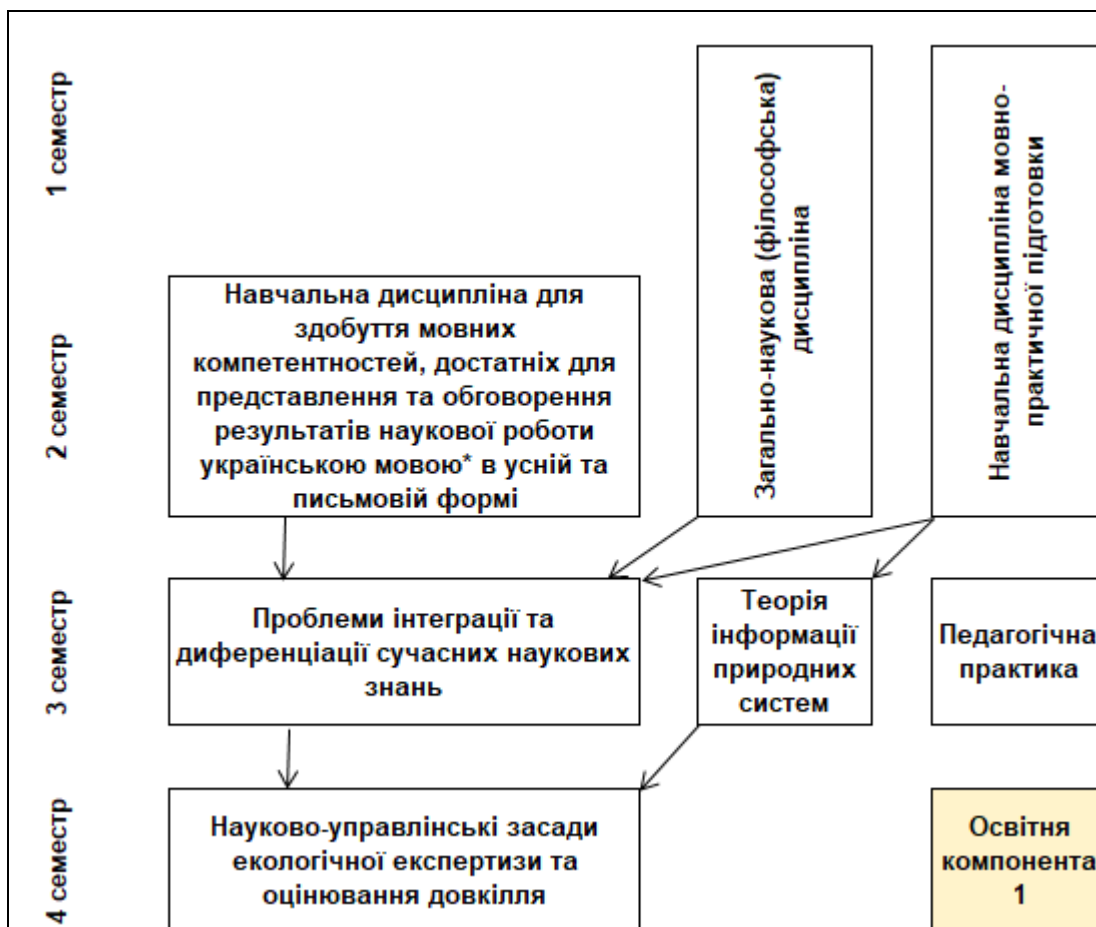 1 семестр
Загально-наукова (філософська)
дисципліна
Навчальна дисципліна мовно-
практичної підготовки
2 семестр
Навчальна дисципліна для
здобуття мовних
компетентностей, достатніх для
представлення та обговорення
результатів наукової роботи
українською мовою* в усній та
письмовій формі
3 семестр
Проблеми інтеграції та
диференціації сучасних наукових
знань
Теорія
інформації
природних
систем
Педагогічна
практика
4 семестр
Науково-управлінські засади
екологічної експертизи та
оцінювання довкілля
Освітня
компонента
1